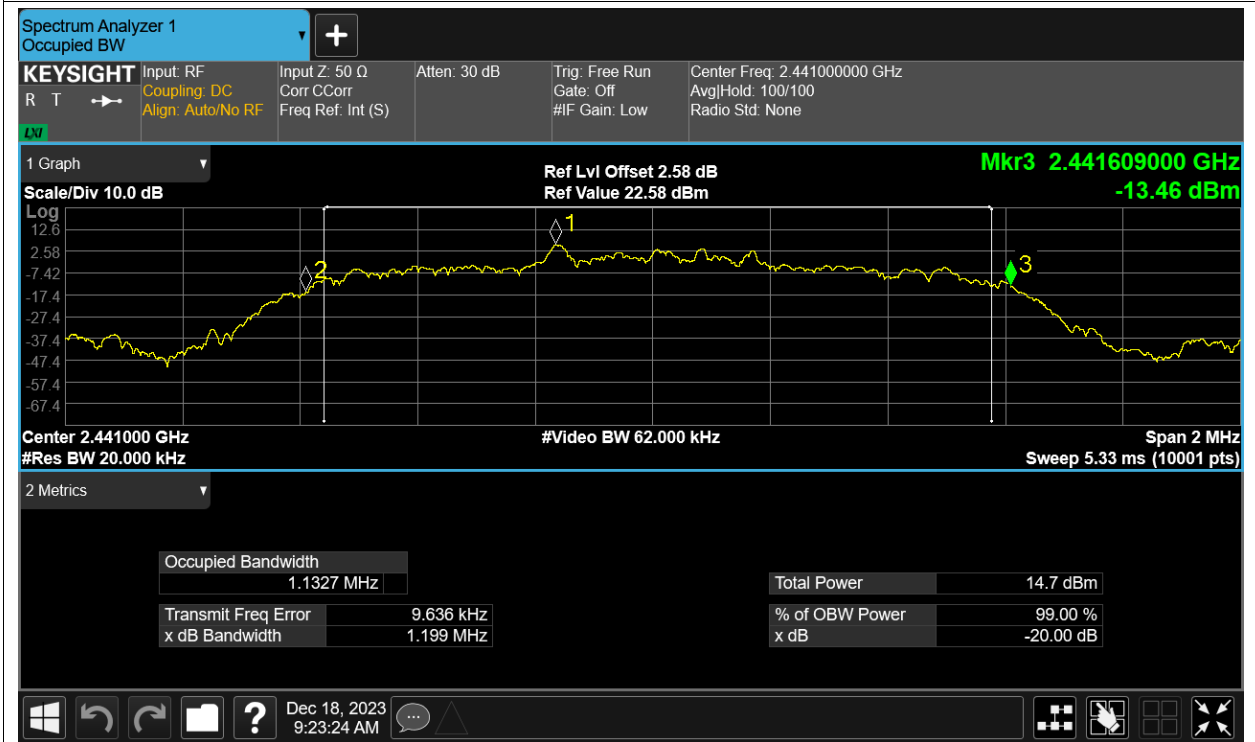 Spectrum Analyzer 1
Occupied BW
KEYSIGHT
R T
LXI
Input: RF
Coupling: DC
Align: Auto/No RF
Input Z: 50 Ω
Corr CCorr
Freq Ref: Int (S)
Atten: 30 dB
Trig: Free Run
Gate: Off
#IF Gain: Low
Center Freq: 2.441000000 GHz
Avg|Hold: 100/100
Radio Std: None
1 Graph
Scale/Div 10.0 dB
Ref Lvl Offset 2.58 dB
Ref Value 22.58 dBm
Mkr3 2.441609000 GHz
-13.46 dBm
Log
12.6
2.58
-7.42
-17.4
-27.4
-37.4
-47.4
-57.4
-67.4
1
2
3
Center 2.441000 GHz
#Video BW 62.000 kHz
Span 2 MHz
#Res BW 20.000 kHz
Sweep 5.33 ms (10001 pts)
2 Metrics
Occupied Bandwidth
1.1327 MHz
Total Power 14.7 dBm
Transmit Freq Error 9.636 kHz
% of OBW Power 99.00 %
x dB Bandwidth 1.199 MHz
x dB -20.00 dB
?
Dec 18, 2023
9:23:24 AM